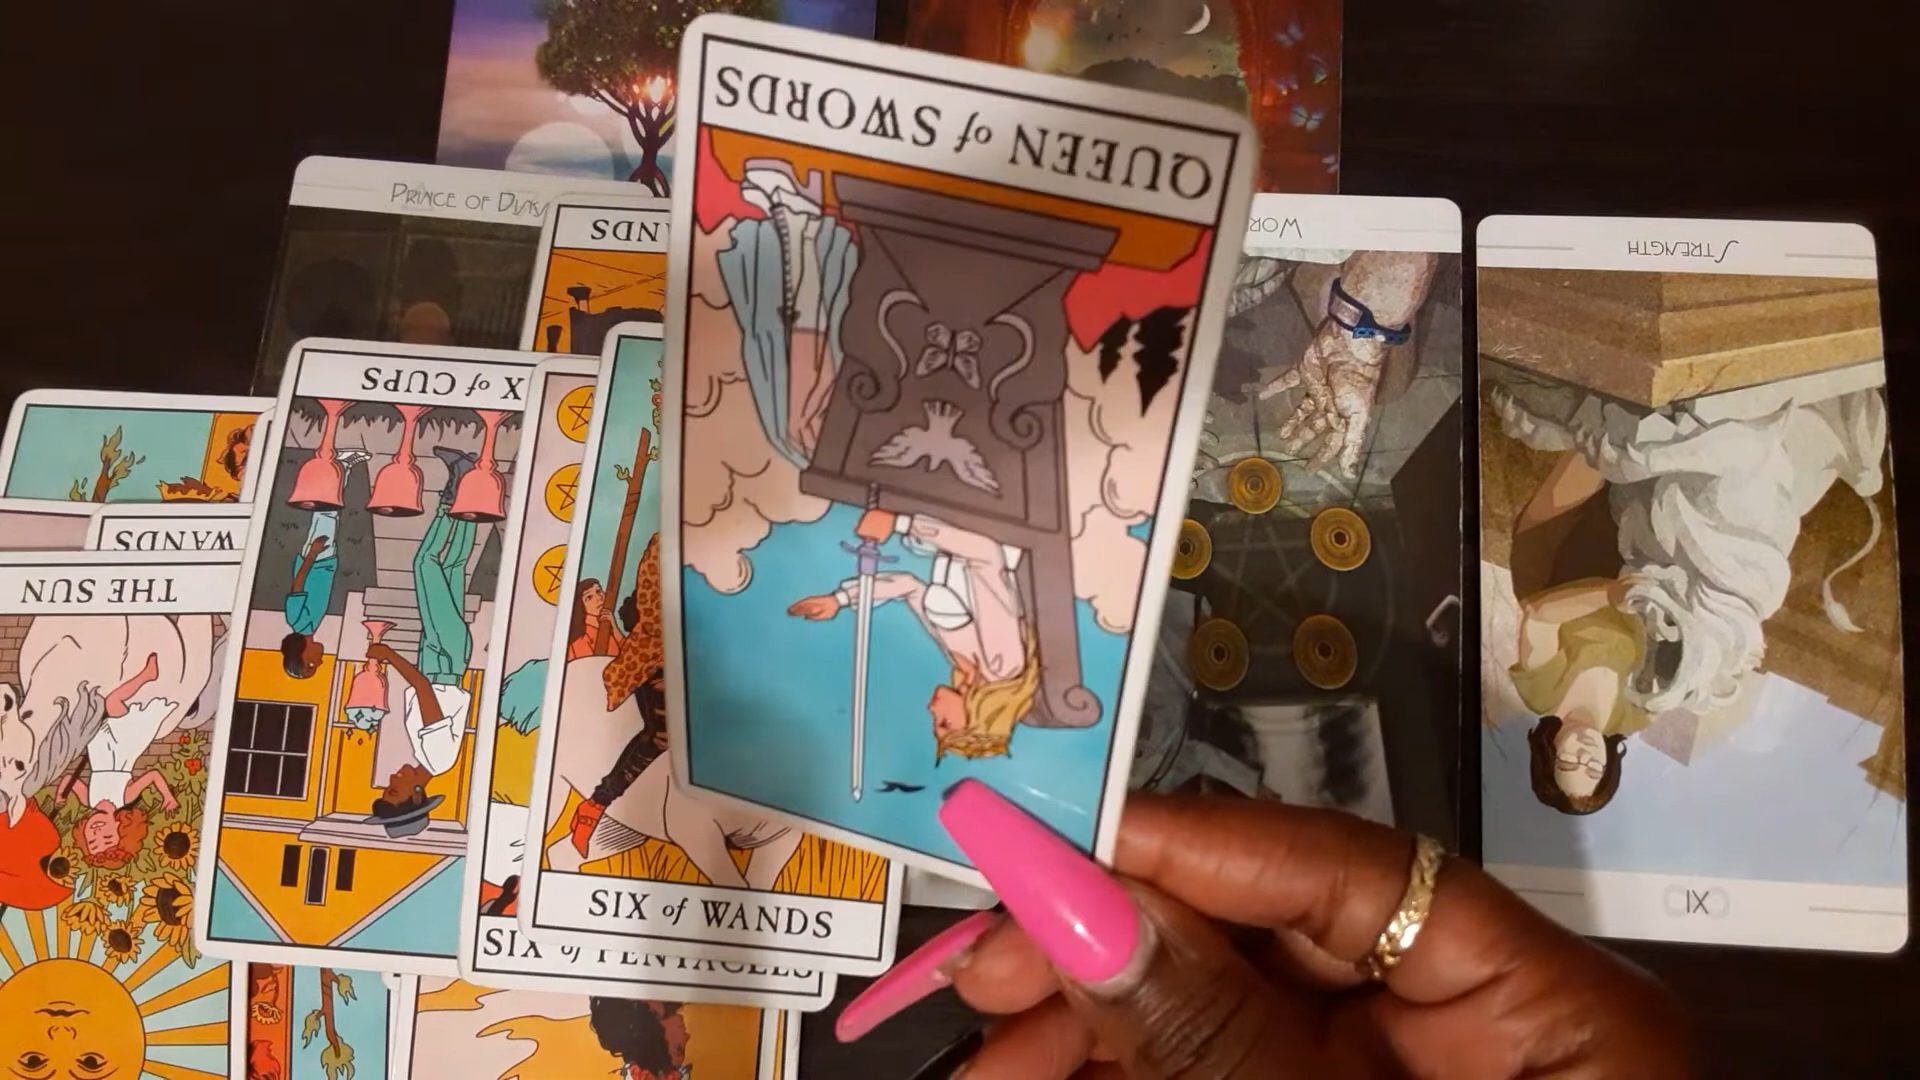 QUEEN of SWORDS
PRINCE OF DISKS
WANDS
WOR
STRENGTH
X of CUPS
WANDS
THE SUN
XI
SIX of WANDS
SIX of PENTACLES